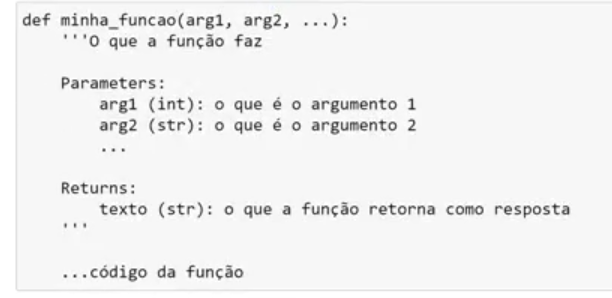 def minha_funcao(arg1, arg2, ...):
    '''O que a função faz

    Parameters:
        arg1 (int): o que é o argumento 1
        arg2 (str): o que é o argumento 2
        ...

    Returns:
        texto (str): o que a função retorna como resposta
    '''

    ...código da função